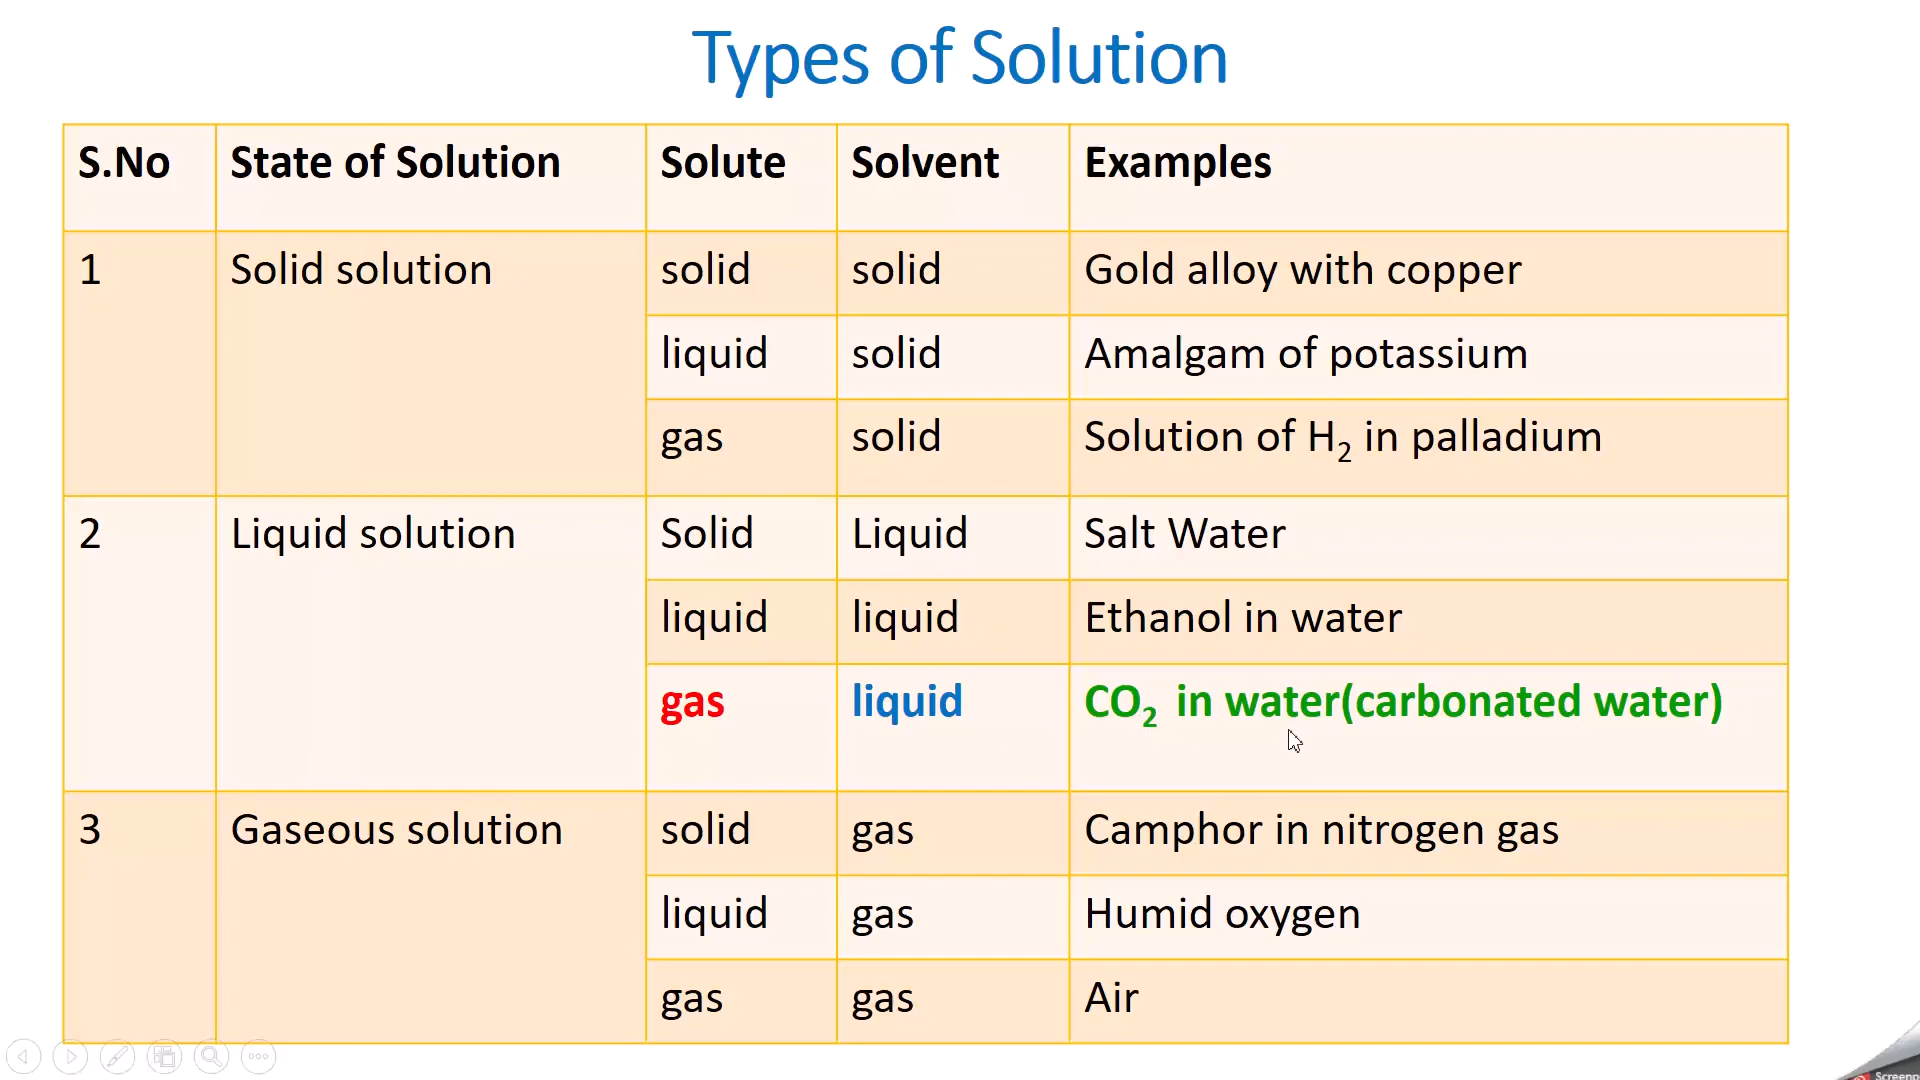 Types of Solution
S.No State of Solution Solute Solvent Examples
1 Solid solution solid solid Gold alloy with copper
liquid solid Amalgam of potassium
gas solid Solution of H₂ in palladium
2 Liquid solution Solid Liquid Salt Water
liquid liquid Ethanol in water
gas liquid CO₂ in water(carbonated water)
3 Gaseous solution solid gas Camphor in nitrogen gas
liquid gas Humid oxygen
gas gas Air